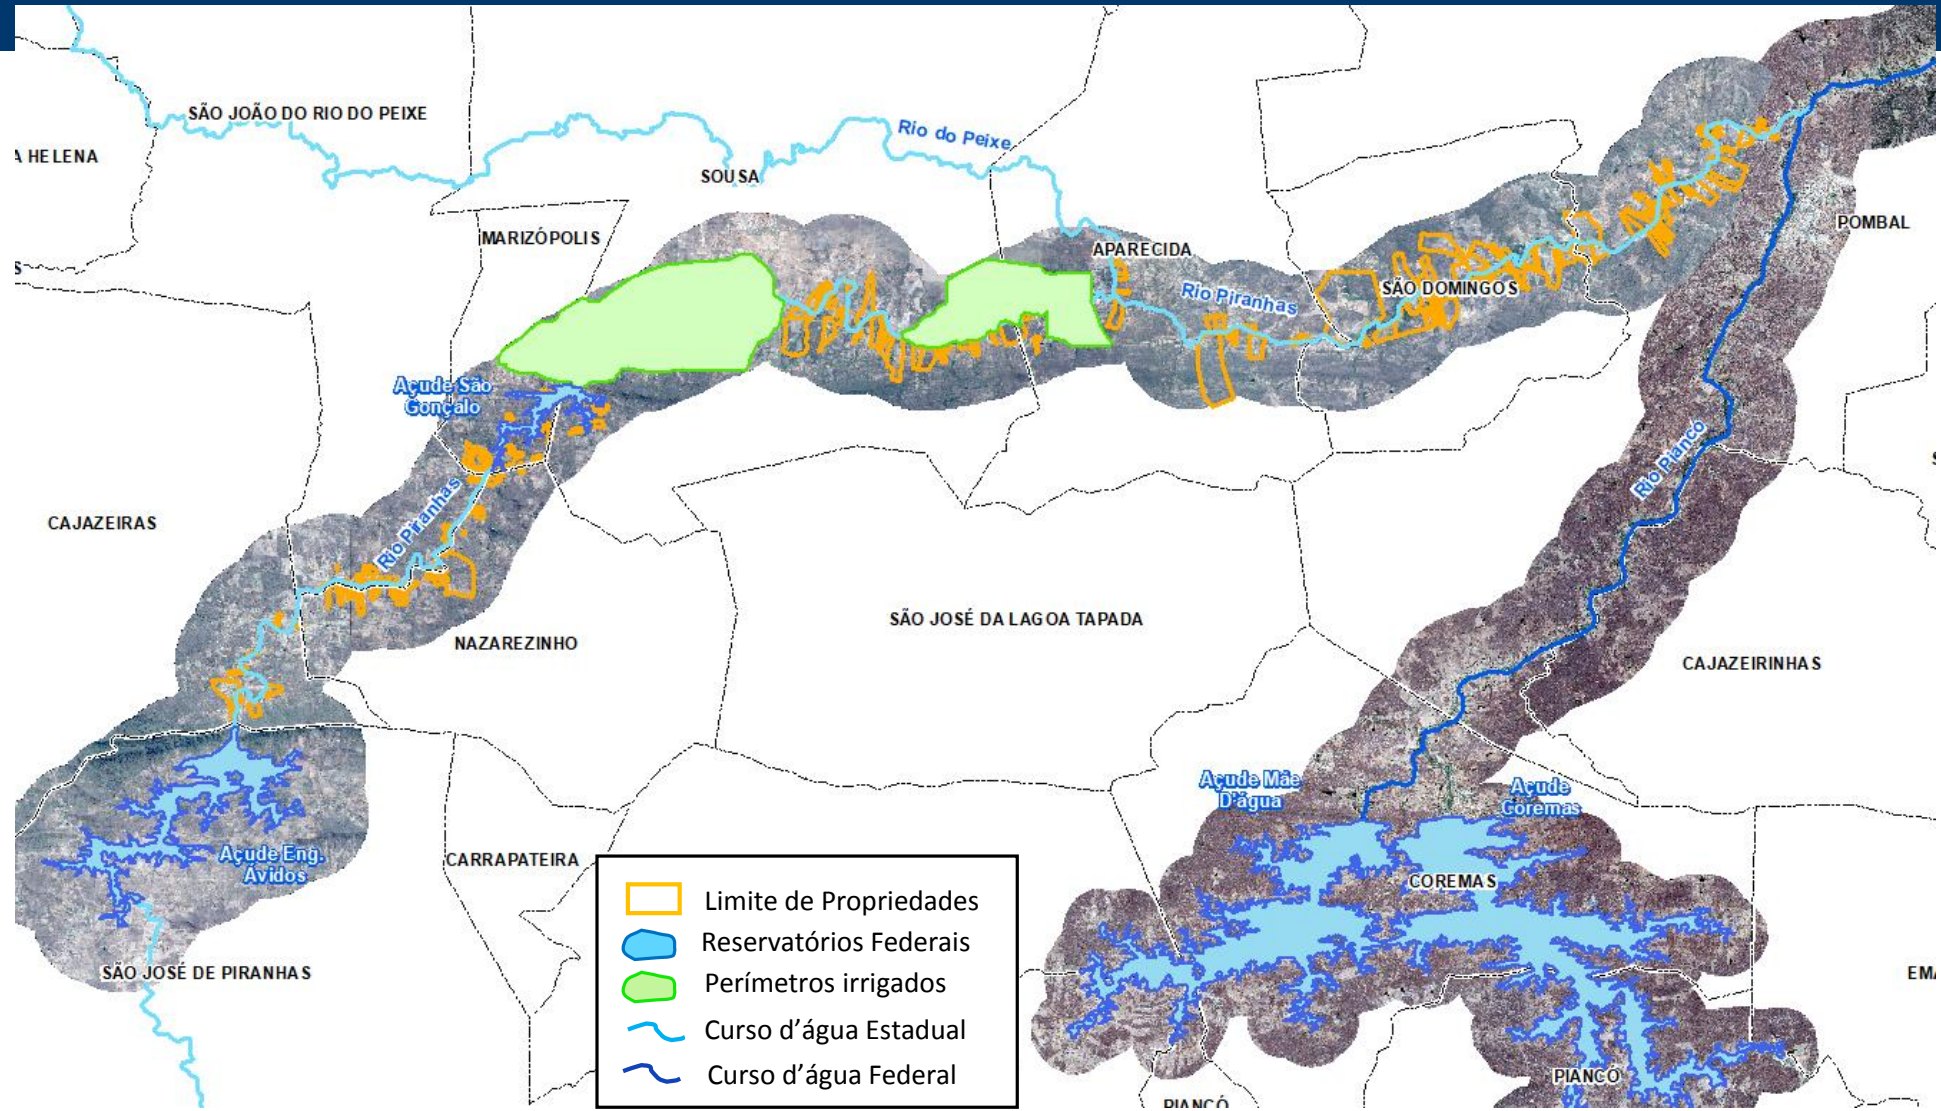 SÃO JOÃO DO RIO DO PEIXE
A HELENA
Rio do Peixe
SOUSA
MARIZÓPOLIS
APARECIDA
POMBAL
Rio Piranhas
SÃO DOMINGOS
Açude São
Gonçalo
Rio Piancó
CAJAZEIRAS
Rio Piranhas
NAZAREZINHO
SÃO JOSÉ DA LAGOA TAPADA
CAJAZEIRINHAS
Açude Mãe
D'água
Açude
Coremas
Açude Eng.
Ávidos
CARRAPATEIRA
COREMAS
SÃO JOSÉ DE PIRANHAS
EMA
PIANCÓ
PIANCÓ
Limite de Propriedades
Reservatórios Federais
Perímetros irrigados
Curso d'água Estadual
Curso d'água Federal